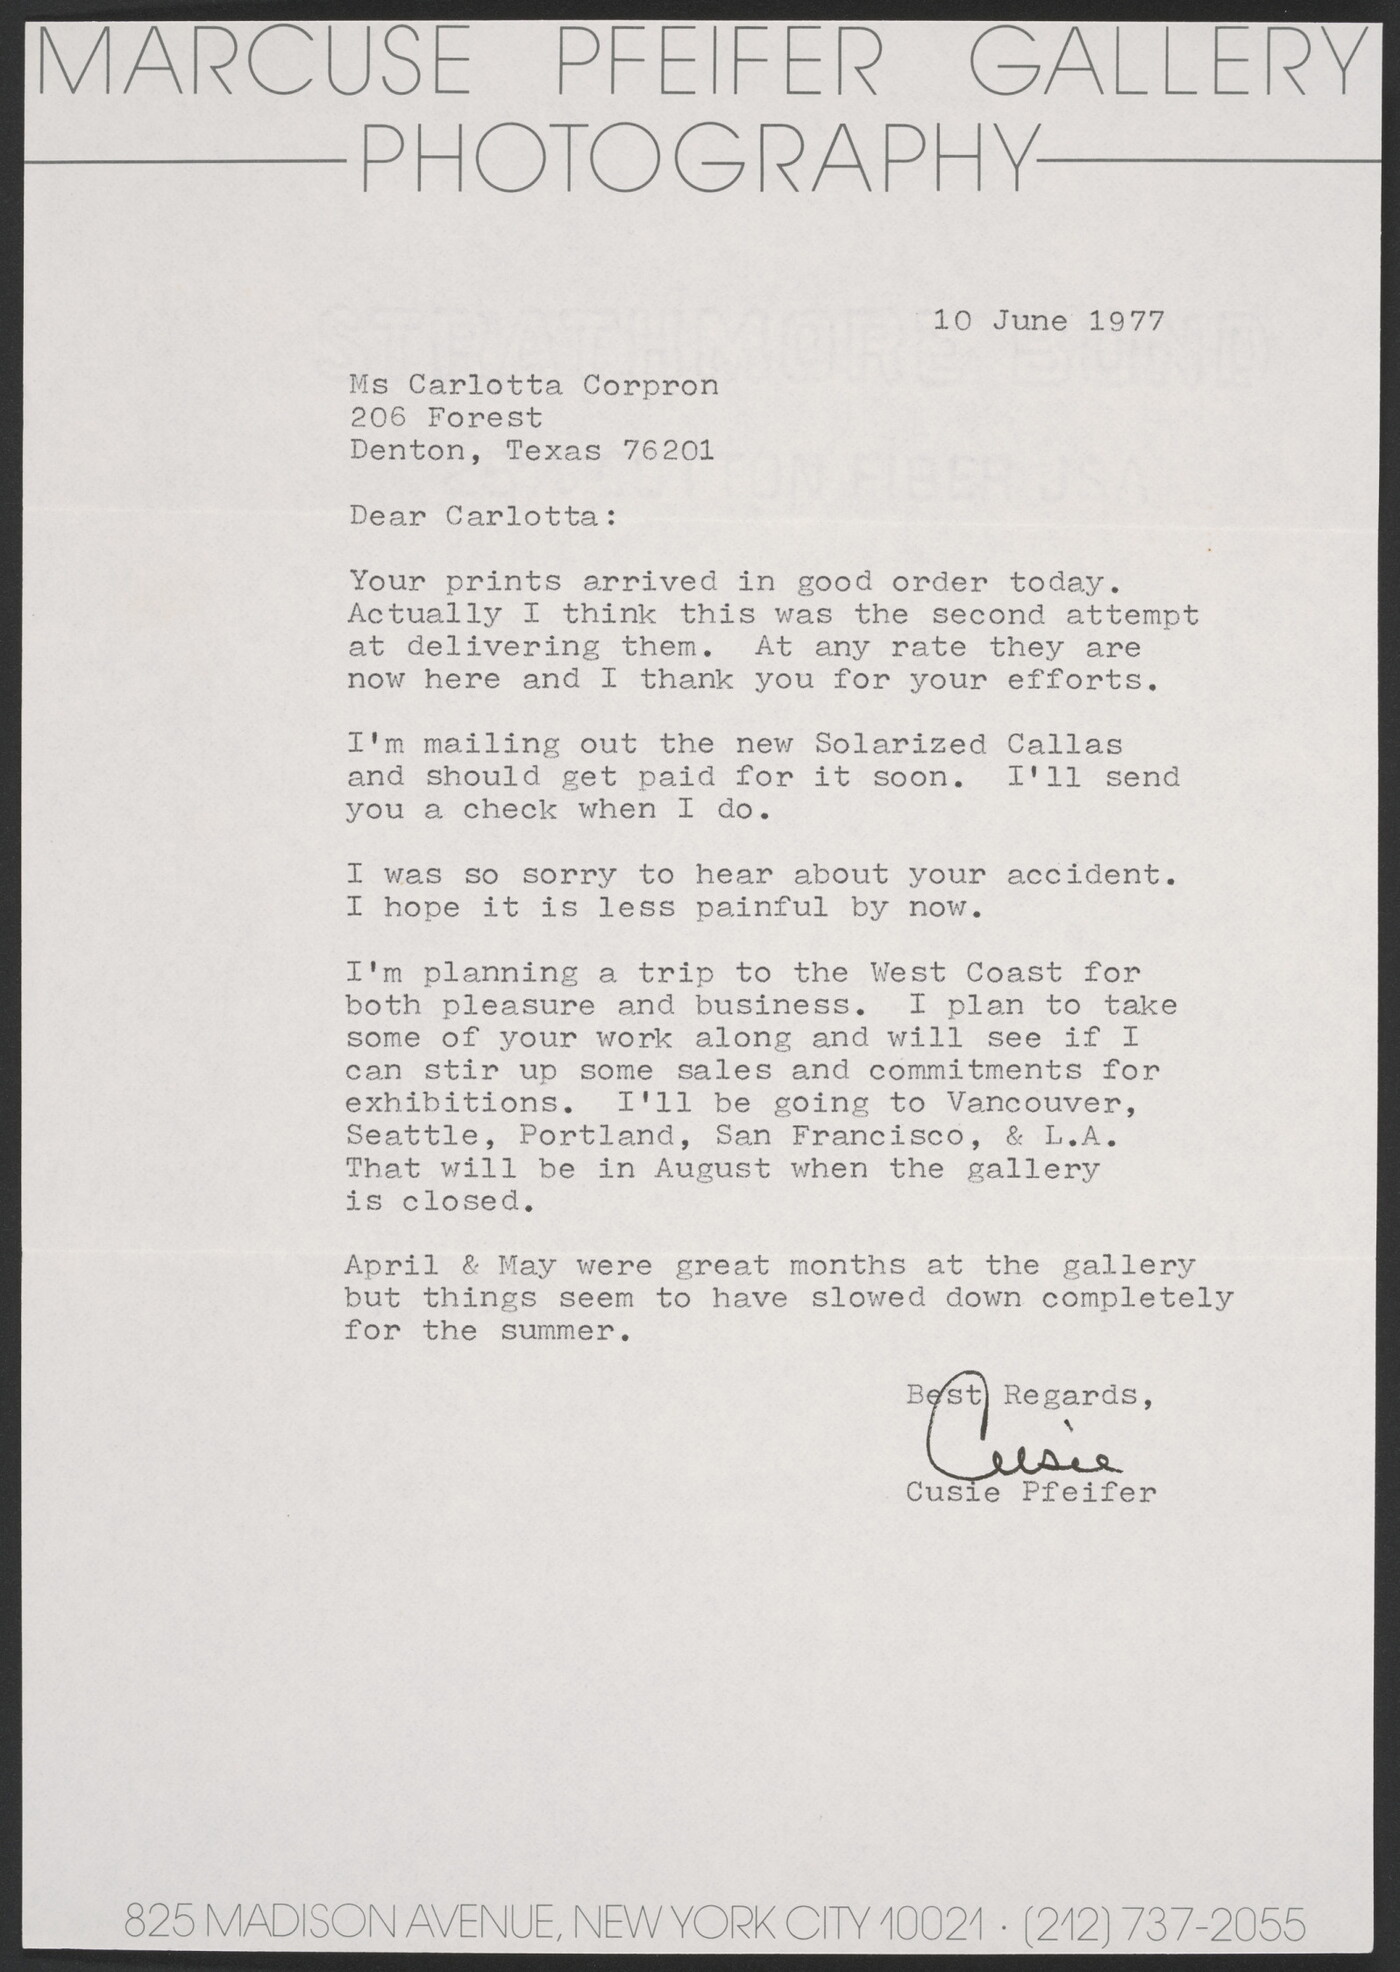 MARCUSE PFEIFER GALLERY
PHOTOGRAPHY
10 June 1977
Ms Carlotta Corpron
206 Forest
Denton, Texas 76201
Dear Carlotta:
Your prints arrived in good order today.
Actually I think this was the second attempt
at delivering them. At any rate they are
now here and I thank you for your efforts.
I'm mailing out the new Solarized Callas
and should get paid for it soon. I'll send
you a check when I do.
I was so sorry to hear about your accident.
I hope it is less painful by now.
I'm planning a trip to the West Coast for
both pleasure and business. I plan to take
some of your work along and will see if I
can stir up some sales and commitments for
exhibitions. I'll be going to Vancouver,
Seattle, Portland, San Francisco, & L.A.
That will be in August when the gallery
is closed.
April & May were great months at the gallery
but things seem to have slowed down completely
for the summer.
Best Regards,
Cusie
Cusie Pfeifer
825 MADISON AVENUE, NEW YORK CITY 10021 · (212) 737-2055